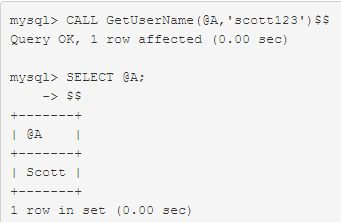 mysql> CALL GetUserName(@A,'scott123')$$
Query OK, 1 row affected (0.00 sec)
mysql> SELECT @A;
    -> $$
+-------+
| @A    |
+-------+
| Scott |
+-------+
1 row in set (0.00 sec)